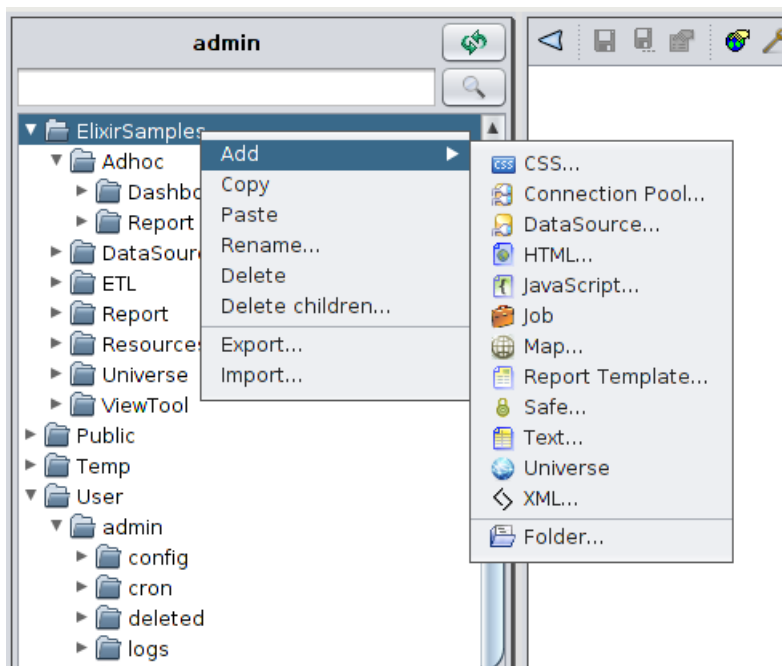 admin
ElixirSamples
Adhoc
Dashbo
Report
DataSour
ETL
Report
Resources
Universe
ViewTool
Public
Temp
User
admin
config
cron
deleted
logs
Add
Copy
Paste
Rename...
Delete
Delete children...
Export...
Import...
css CSS...
Connection Pool...
DataSource...
HTML...
JavaScript...
Job
Map...
Report Template...
Safe...
Text...
Universe
XML...
Folder...